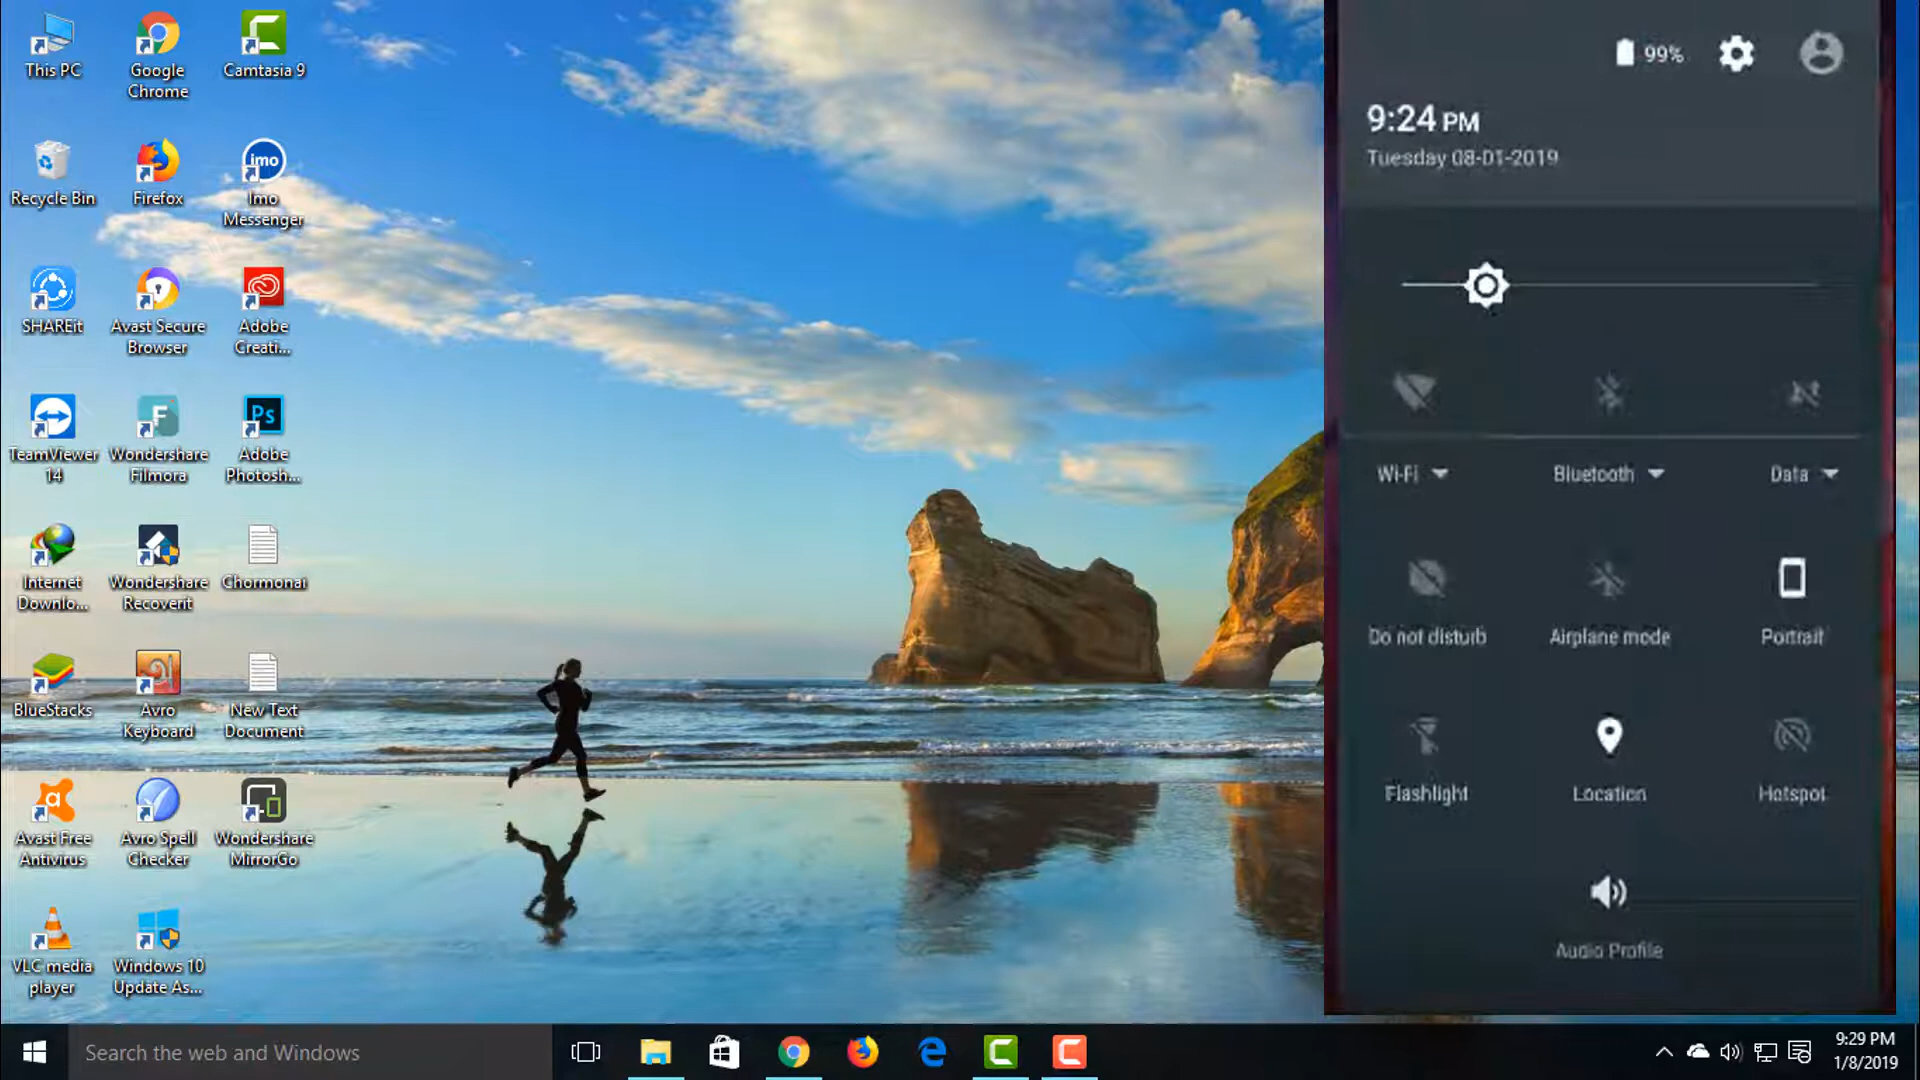 This PC
Google
Chrome
Camtasia 9
Recycle Bin
Firefox
imo
Imo
Messenger
SHAREit
Avast Secure
Browser
Adobe
Creati...
TeamViewer
14
Wondershare
Filmora
Ps
Adobe
Photosh...
Internet
Downlo...
Wondershare
Recoverit
Chormonai
BlueStacks
Avro
Keyboard
New Text
Document
Avast Free
Antivirus
Avro Spell
Checker
Wondershare
MirrorGo
VLC media
player
Windows 10
Update As...
99%
9:24 PM
Tuesday 08-01-2019
Wi-Fi
Bluetooth
Data
Do not disturb
Airplane mode
Portrait
Flashlight
Location
Hotspot
Audio Profile
Search the web and Windows
9:29 PM
1/8/2019